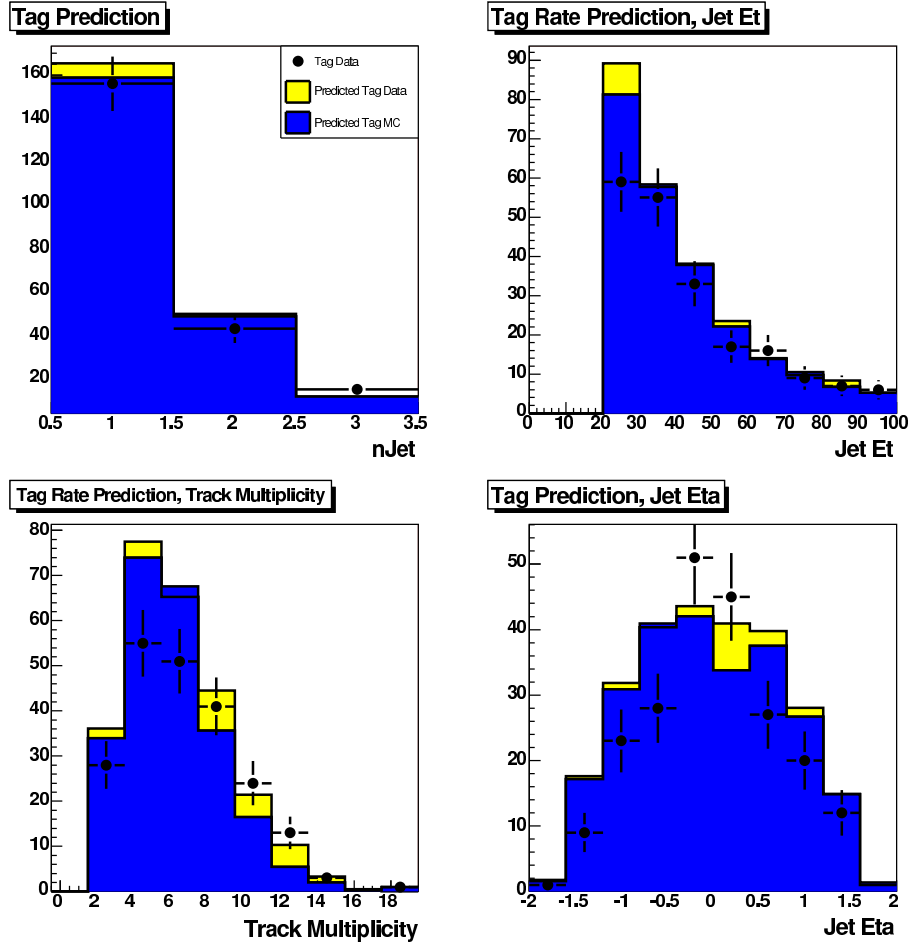 Tag Prediction
160
140
120
100
80
60
40
20
0.5 1 1.5 2 2.5 3 3.5
nJet
Tag Data
Predicted Tag Data
Predicted Tag MC
Tag Rate Prediction, Jet Et
90
80
70
60
50
40
30
20
10
0
0 10 20 30 40 50 60 70 80 90 100
Jet Et
Tag Rate Prediction, Track Multiplicity
80
70
60
50
40
30
20
10
0
0 2 4 6 8 10 12 14 16 18
Track Multiplicity
Tag Prediction, Jet Eta
50
40
30
20
10
0
-2 -1.5 -1 -0.5 0 0.5 1 1.5 2
Jet Eta